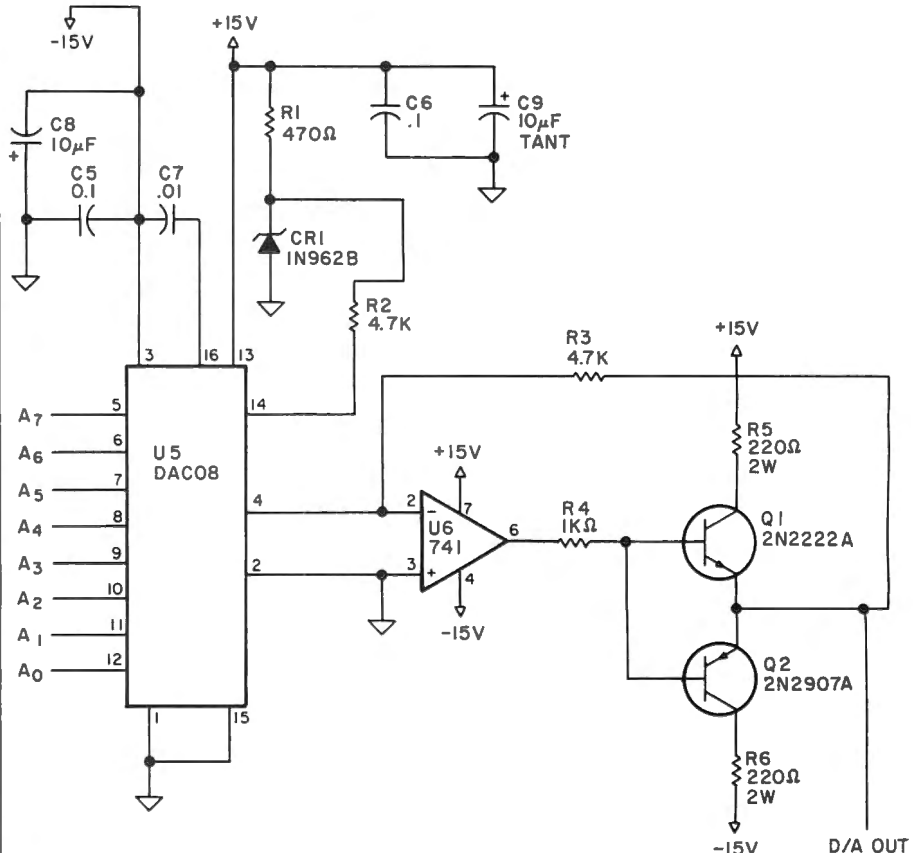 -15V
+15V
C8
10µF
+
C5
0.1
C7
.01
R1
470Ω
C6
.1
+
C9
10µF
TANT
CR1
1N962B
R2
4.7K
R3
4.7K
+15V
3
16
13
14
A7
5
A6
6
A5
7
A4
8
A3
9
A2
10
A1
11
A0
12
U5
DAC08
4
2
1
15
+15V
2
−
7
U6
741
6
3
+
4
-15V
R4
1KΩ
R5
220Ω
2W
Q1
2N2222A
Q2
2N2907A
R6
220Ω
2W
-15V
D/A OUT